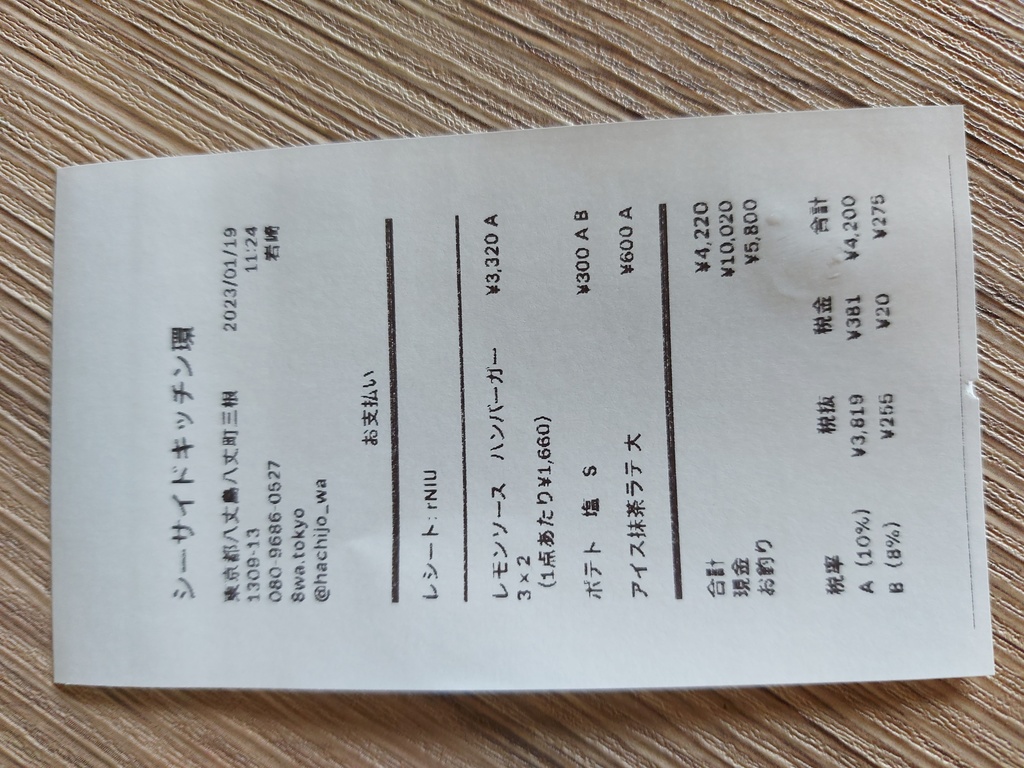 シーサイドキッチン環
東京都八丈島八丈町三根 2023/01/19
1309-13 11:24
080-9686-0527 岩崎
8wa.tokyo
@hachijo_wa
お支払い
レシート: rNIU
レモンソース ハンバーガー ¥3,320 A
3 × 2
(1点あたり¥1,660)
ポテト 塩 S ¥300 A B
アイス抹茶ラテ 大 ¥600 A
合計 ¥4,220
現金 ¥10,020
お釣り ¥5,800
税率 税抜 税金 合計
A (10%) ¥3,819 ¥381 ¥4,200
B (8%) ¥255 ¥20 ¥275